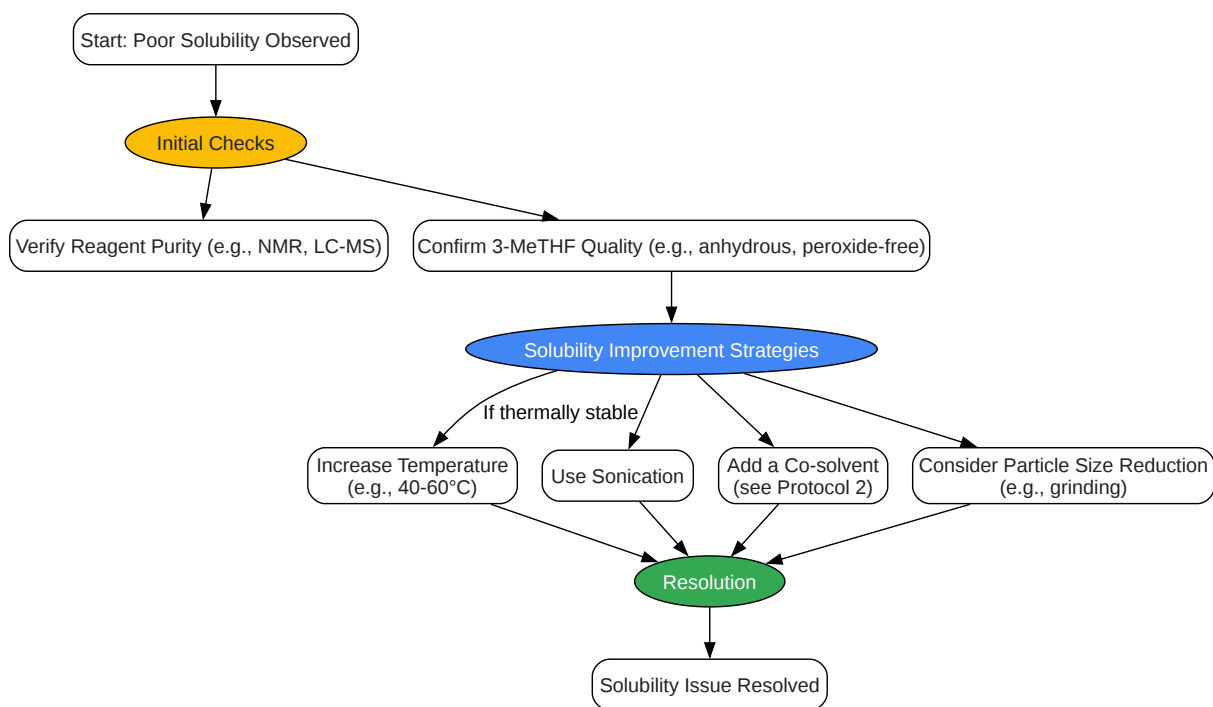 Start: Poor Solubility Observed
Initial Checks
Verify Reagent Purity (e.g., NMR, LC-MS)
Confirm 3-MeTHF Quality (e.g., anhydrous, peroxide-free)
Solubility Improvement Strategies
If thermally stable
Increase Temperature
(e.g., 40-60°C)
Use Sonication
Add a Co-solvent
(see Protocol 2)
Consider Particle Size Reduction
(e.g., grinding)
Resolution
Solubility Issue Resolved